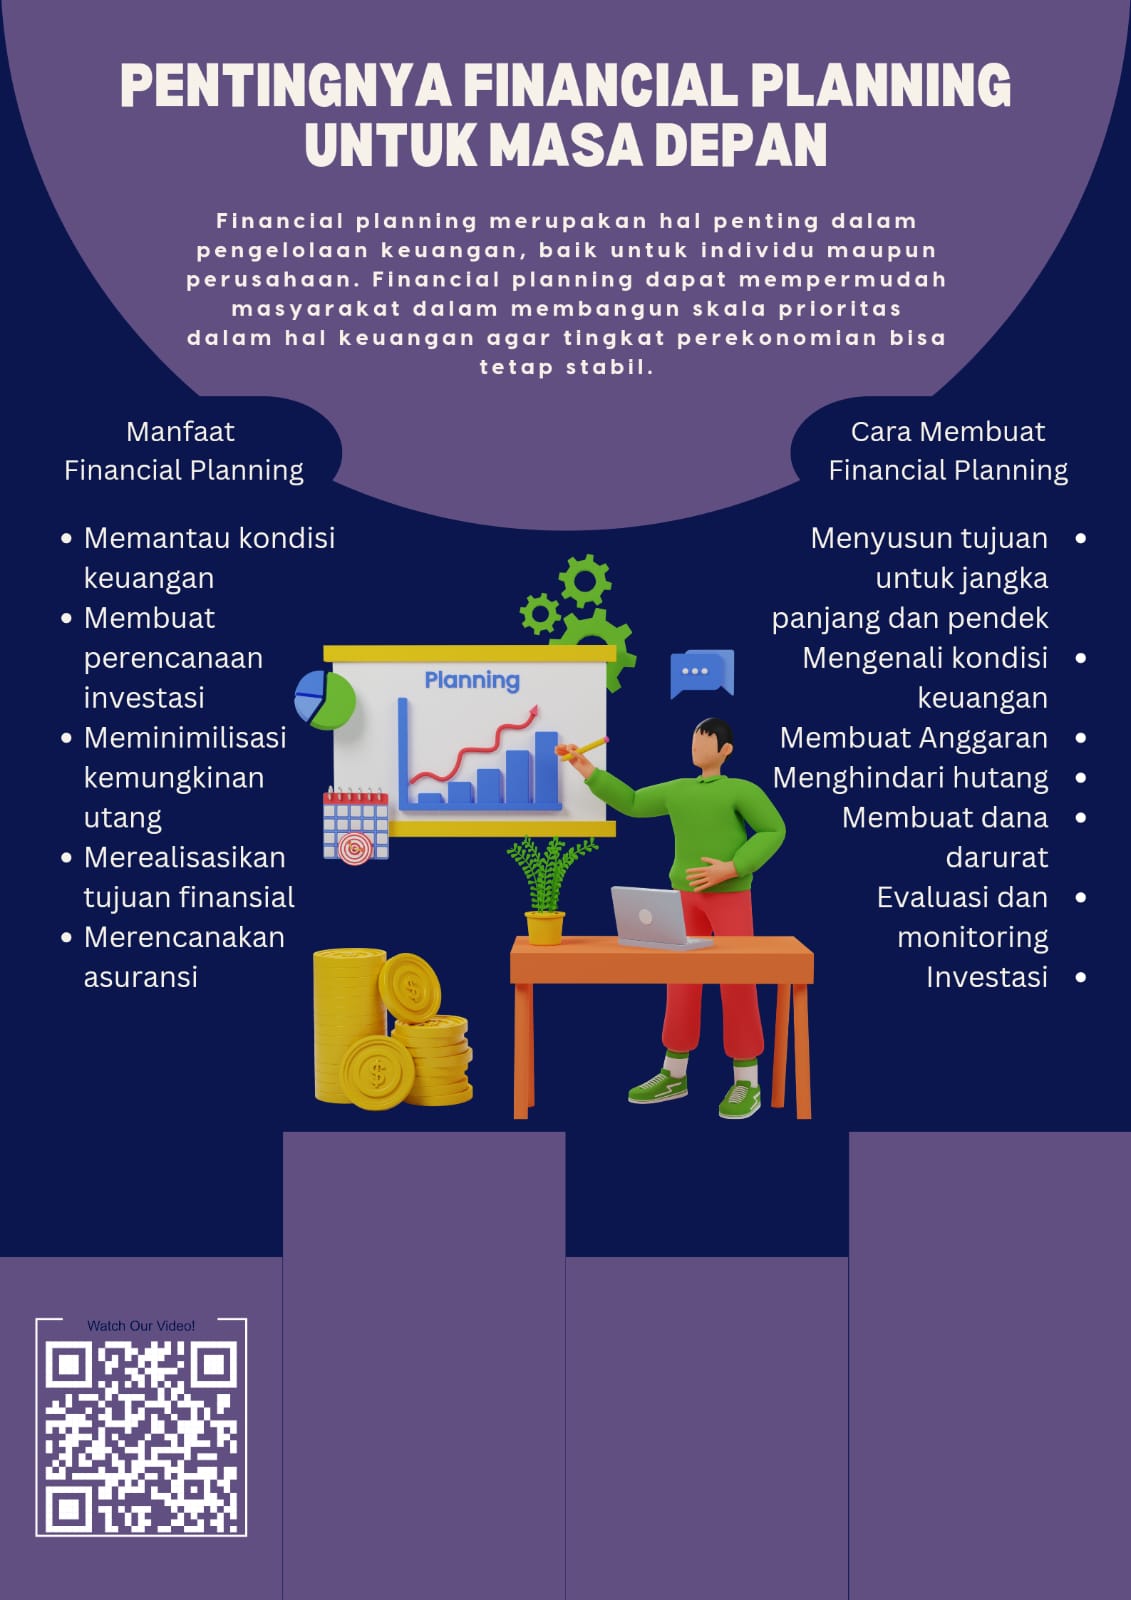 PENTINGNYA FINANCIAL PLANNING
UNTUK MASA DEPAN
Financial planning merupakan hal penting dalam
pengelolaan keuangan, baik untuk individu maupun
perusahaan. Financial planning dapat mempermudah
masyarakat dalam membangun skala prioritas
dalam hal keuangan agar tingkat perekonomian bisa
tetap stabil.
Manfaat
Financial Planning
• Memantau kondisi
keuangan
• Membuat
perencanaan
investasi
• Meminimilisasi
kemungkinan
utang
• Merealisasikan
tujuan finansial
• Merencanakan
asuransi
Planning
Cara Membuat
Financial Planning
Menyusun tujuan •
untuk jangka
panjang dan pendek
Mengenali kondisi •
keuangan
Membuat Anggaran •
Menghindari hutang •
Membuat dana •
darurat
Evaluasi dan •
monitoring
Investasi •
Watch Our Video!